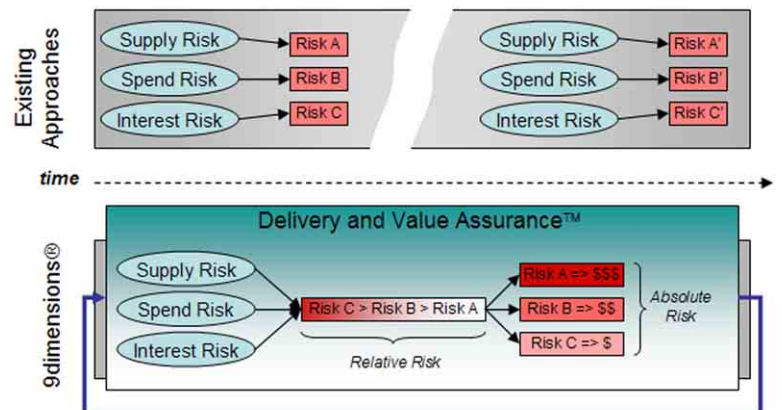 Existing
Approaches
Supply Risk
Risk A
Spend Risk
Risk B
Interest Risk
Risk C
Supply Risk
Risk A'
Spend Risk
Risk B'
Interest Risk
Risk C'
time
9dimensions®
Delivery and Value Assurance™
Supply Risk
Spend Risk
Interest Risk
Risk C > Risk B > Risk A
Relative Risk
Risk A => $$$
Risk B => $$
Risk C => $
Absolute
Risk